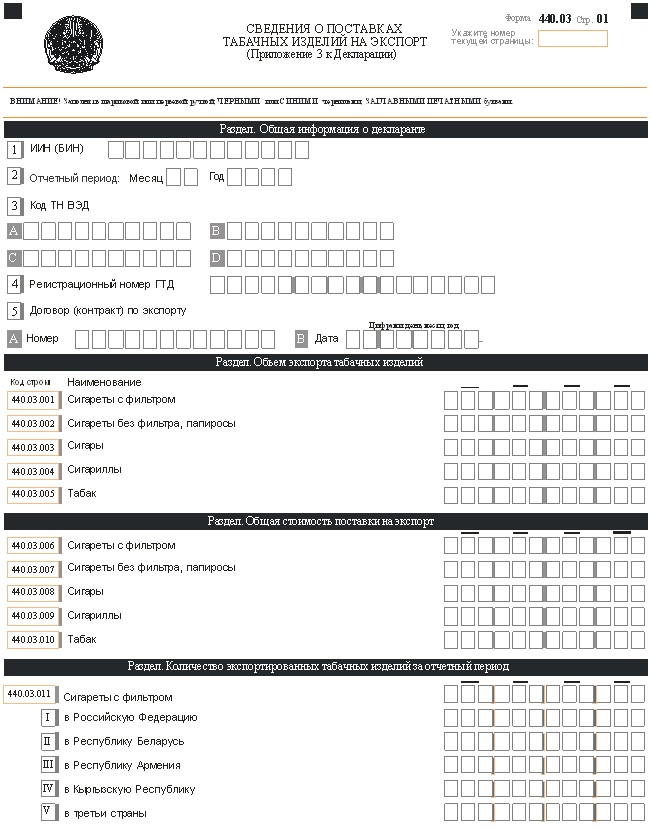 Форма 440.03 Стр. 01
СВЕДЕНИЯ О ПОСТАВКАХ
ТАБАЧНЫХ ИЗДЕЛИЙ НА ЭКСПОРТ
(Приложение 3 к Декларации)
Укажите номер
текущей страницы:
ВНИМАНИЕ! Заполнять шариковой или перьевой ручкой, ЧЕРНЫМИ или СИНИМИ чернилами, ЗАГЛАВНЫМИ ПЕЧАТНЫМИ буквами.
Раздел. Общая информация о декларанте
1 ИИН (БИН)
2 Отчетный период: Месяц Год
3 Код ТН ВЭД
A B
C D
4 Регистрационный номер ГТД
5 Договор (контракт) по экспорту
Цифрами день, месяц, год
A Номер B Дата
Раздел. Объем экспорта табачных изделий
Код строки Наименование
440.03.001 Сигареты с фильтром
440.03.002 Сигареты без фильтра, папиросы
440.03.003 Сигары
440.03.004 Сигариллы
440.03.005 Табак
Раздел. Общая стоимость поставки на экспорт
440.03.006 Сигареты с фильтром
440.03.007 Сигареты без фильтра, папиросы
440.03.008 Сигары
440.03.009 Сигариллы
440.03.010 Табак
Раздел. Количество экспортированных табачных изделий за отчетный период
440.03.011 Сигареты с фильтром
I в Российскую Федерацию
II в Республику Беларусь
III в Республику Армения
IV в Кыргызскую Республику
V в третьи страны